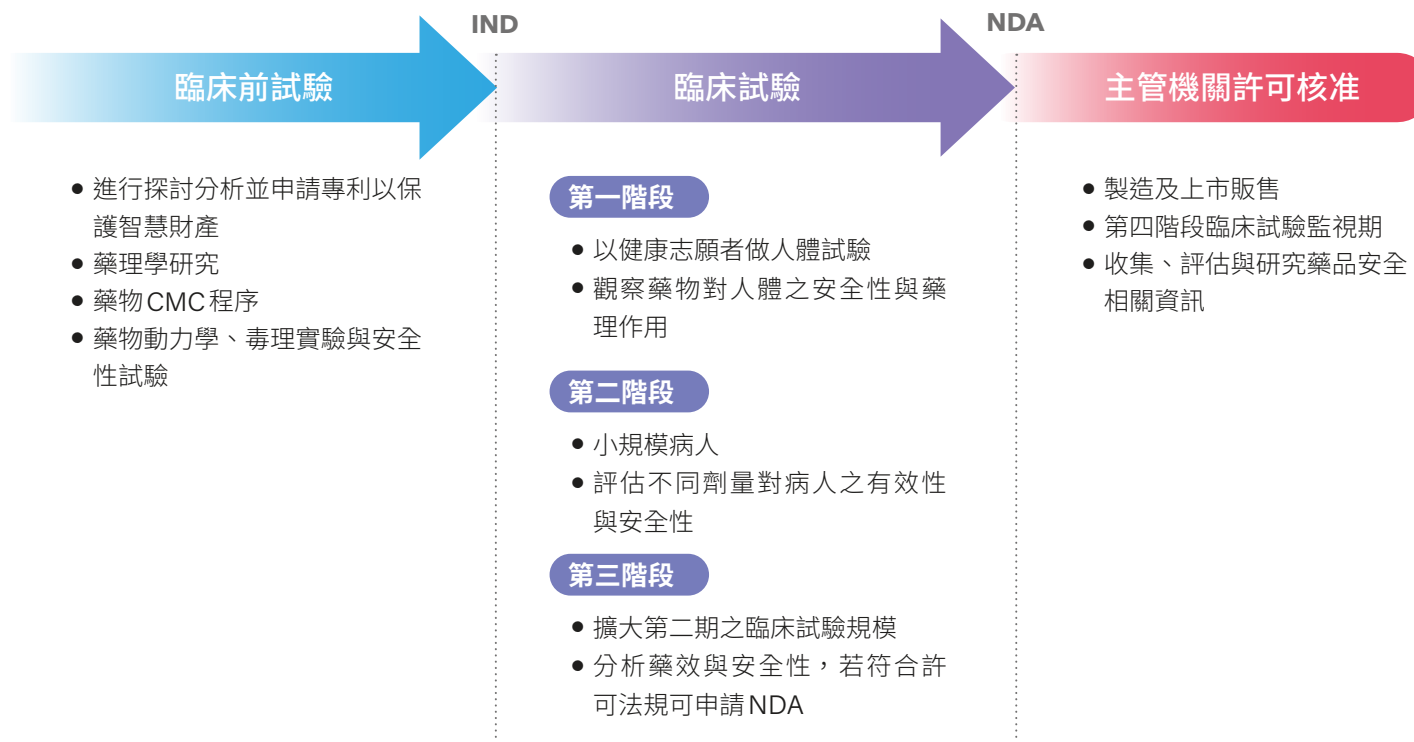 IND
NDA
臨床前試驗
臨床試驗
主管機關許可核准
● 進行探討分析並申請專利以保
護智慧財產
● 藥理學研究
● 藥物CMC程序
● 藥物動力學、毒理實驗與安全
性試驗
第一階段
● 以健康志願者做人體試驗
● 觀察藥物對人體之安全性與藥
理作用
第二階段
● 小規模病人
● 評估不同劑量對病人之有效性
與安全性
第三階段
● 擴大第二期之臨床試驗規模
● 分析藥效與安全性，若符合許
可法規可申請NDA
● 製造及上市販售
● 第四階段臨床試驗監視期
● 收集、評估與研究藥品安全
相關資訊